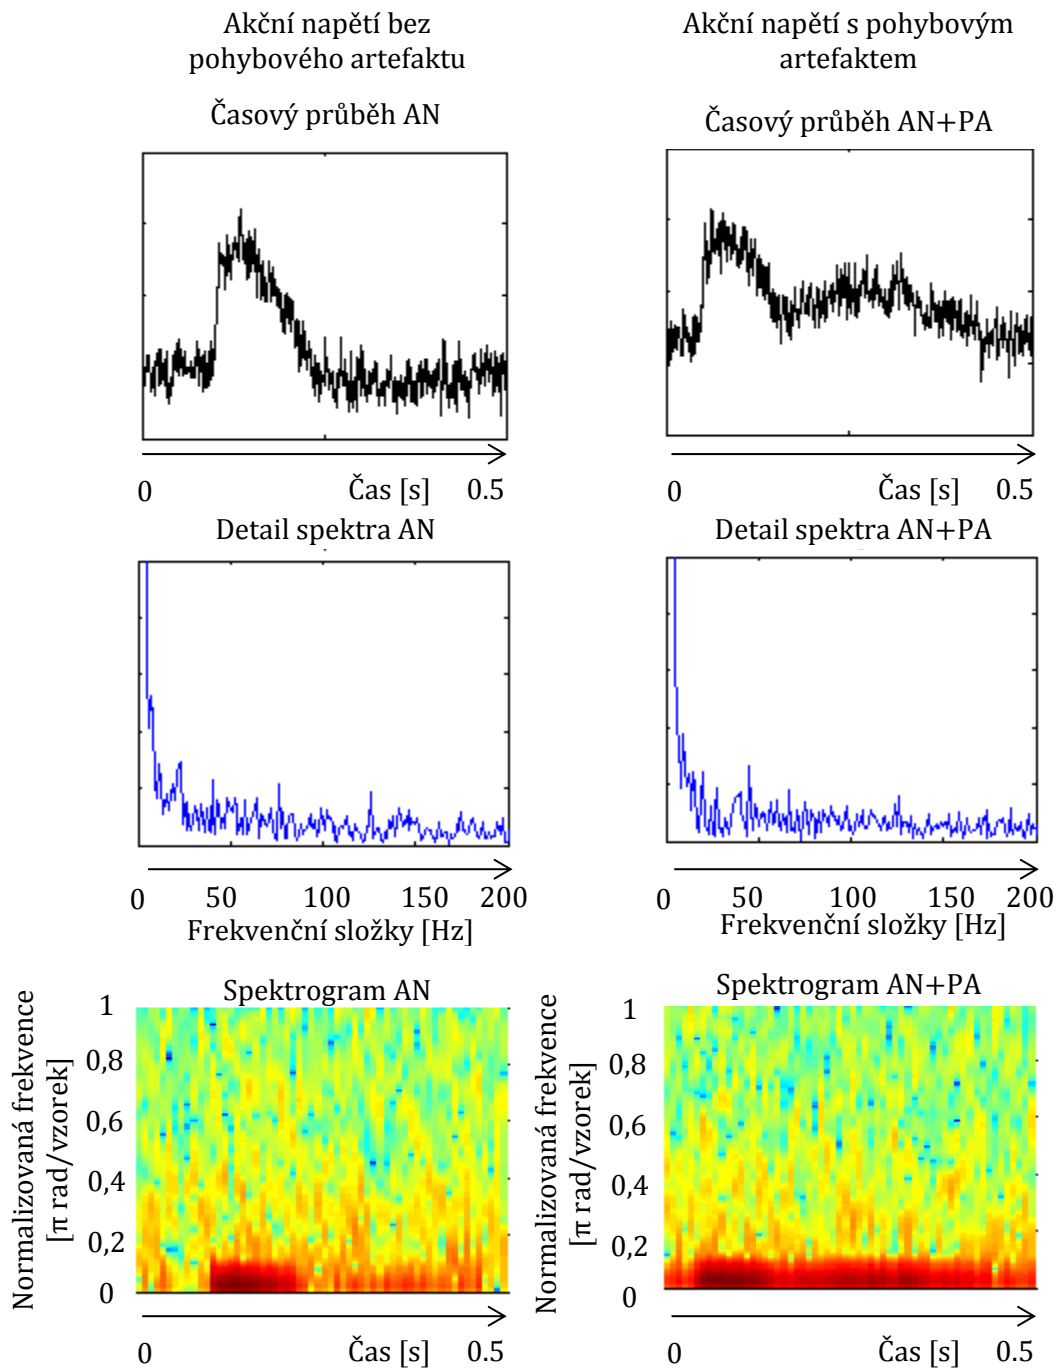 Akční napětí bez
pohybového artefaktu
Časový průběh AN
0
Čas [s]
0.5
Detail spektra AN
0
50
100
150
200
Frekvenční složky [Hz]
Spektrogram AN
Normalizovaná frekvence
[π rad/vzorek]
1
0,8
0,6
0,4
0,2
0
0
Čas [s]
0.5
Akční napětí s pohybovým
artefaktem
Časový průběh AN+PA
0
Čas [s]
0.5
Detail spektra AN+PA
0
50
100
150
200
Frekvenční složky [Hz]
Spektrogram AN+PA
Normalizovaná frekvence
[π rad/vzorek]
1
0,8
0,6
0,4
0,2
0
0
Čas [s]
0.5